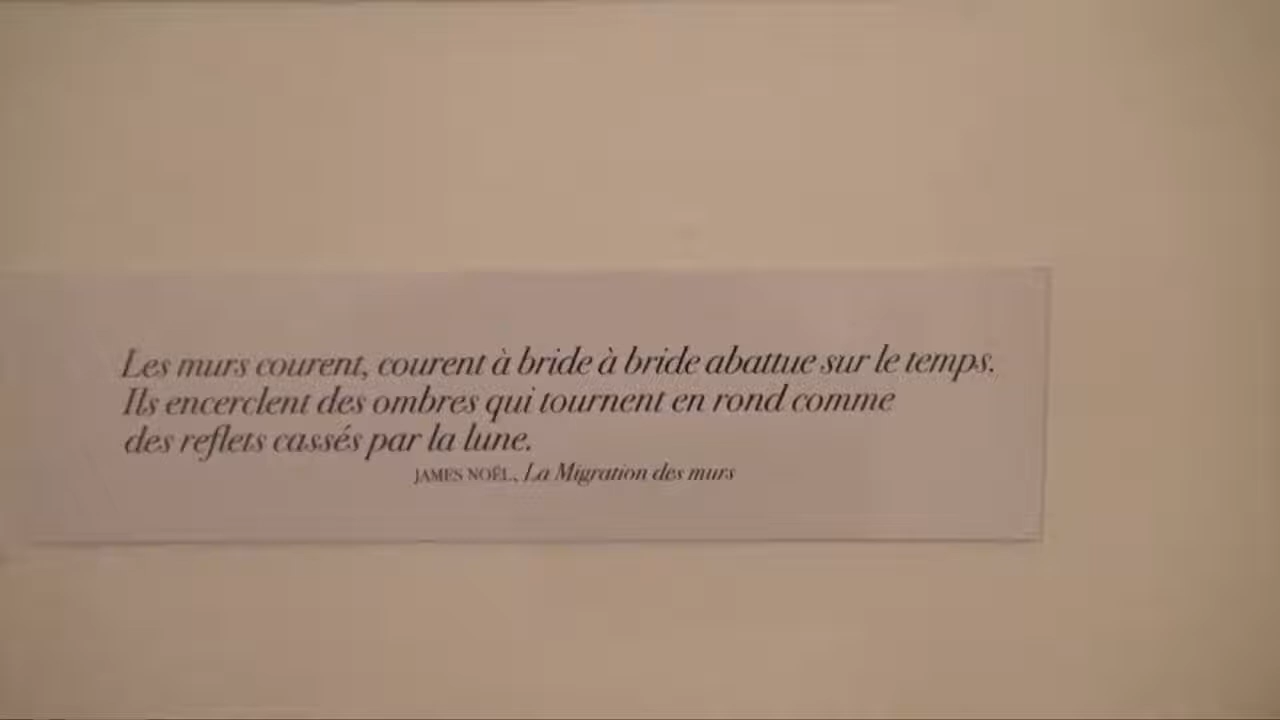 Les murs courent, courent à bride à bride abattue sur le temps.
Ils encerclent des ombres qui tournent en rond comme
des reflets cassés par la lune.
JAMES NOËL, La Migration des murs